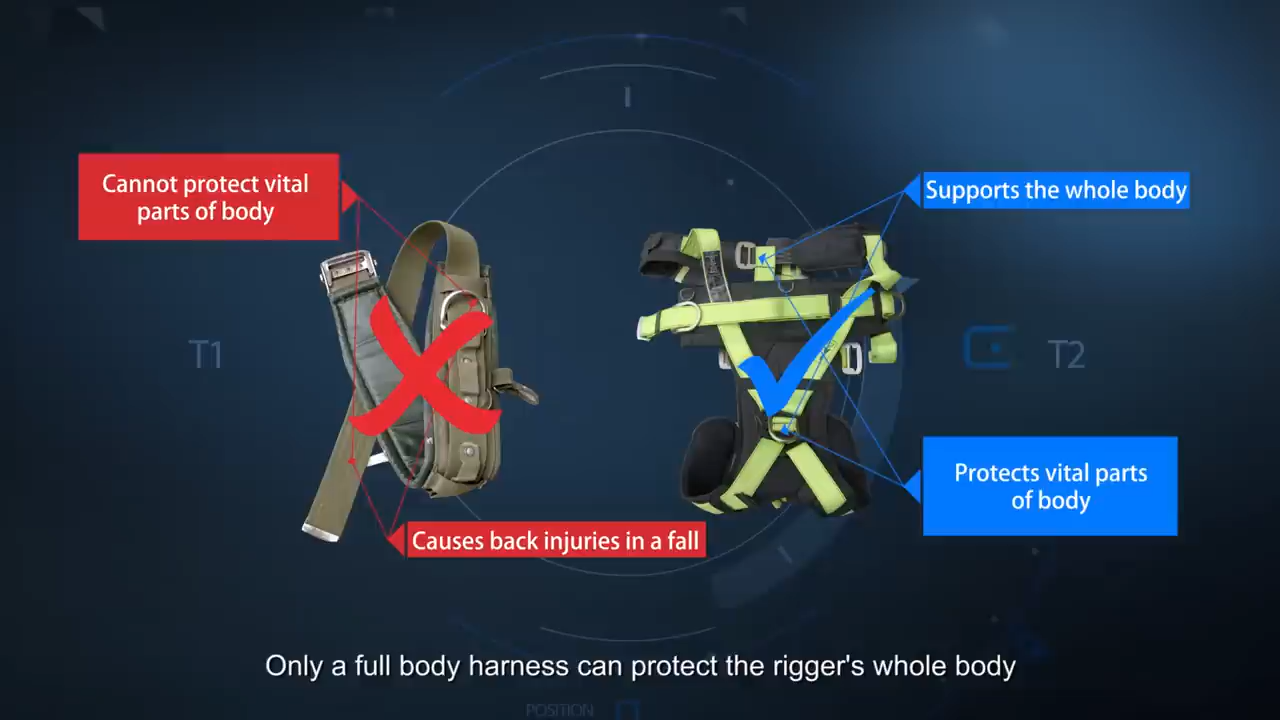 Cannot protect vital
parts of body
Supports the whole body
T1
T2
Protects vital parts
of body
Causes back injuries in a fall
Only a full body harness can protect the rigger's whole body
POSITION